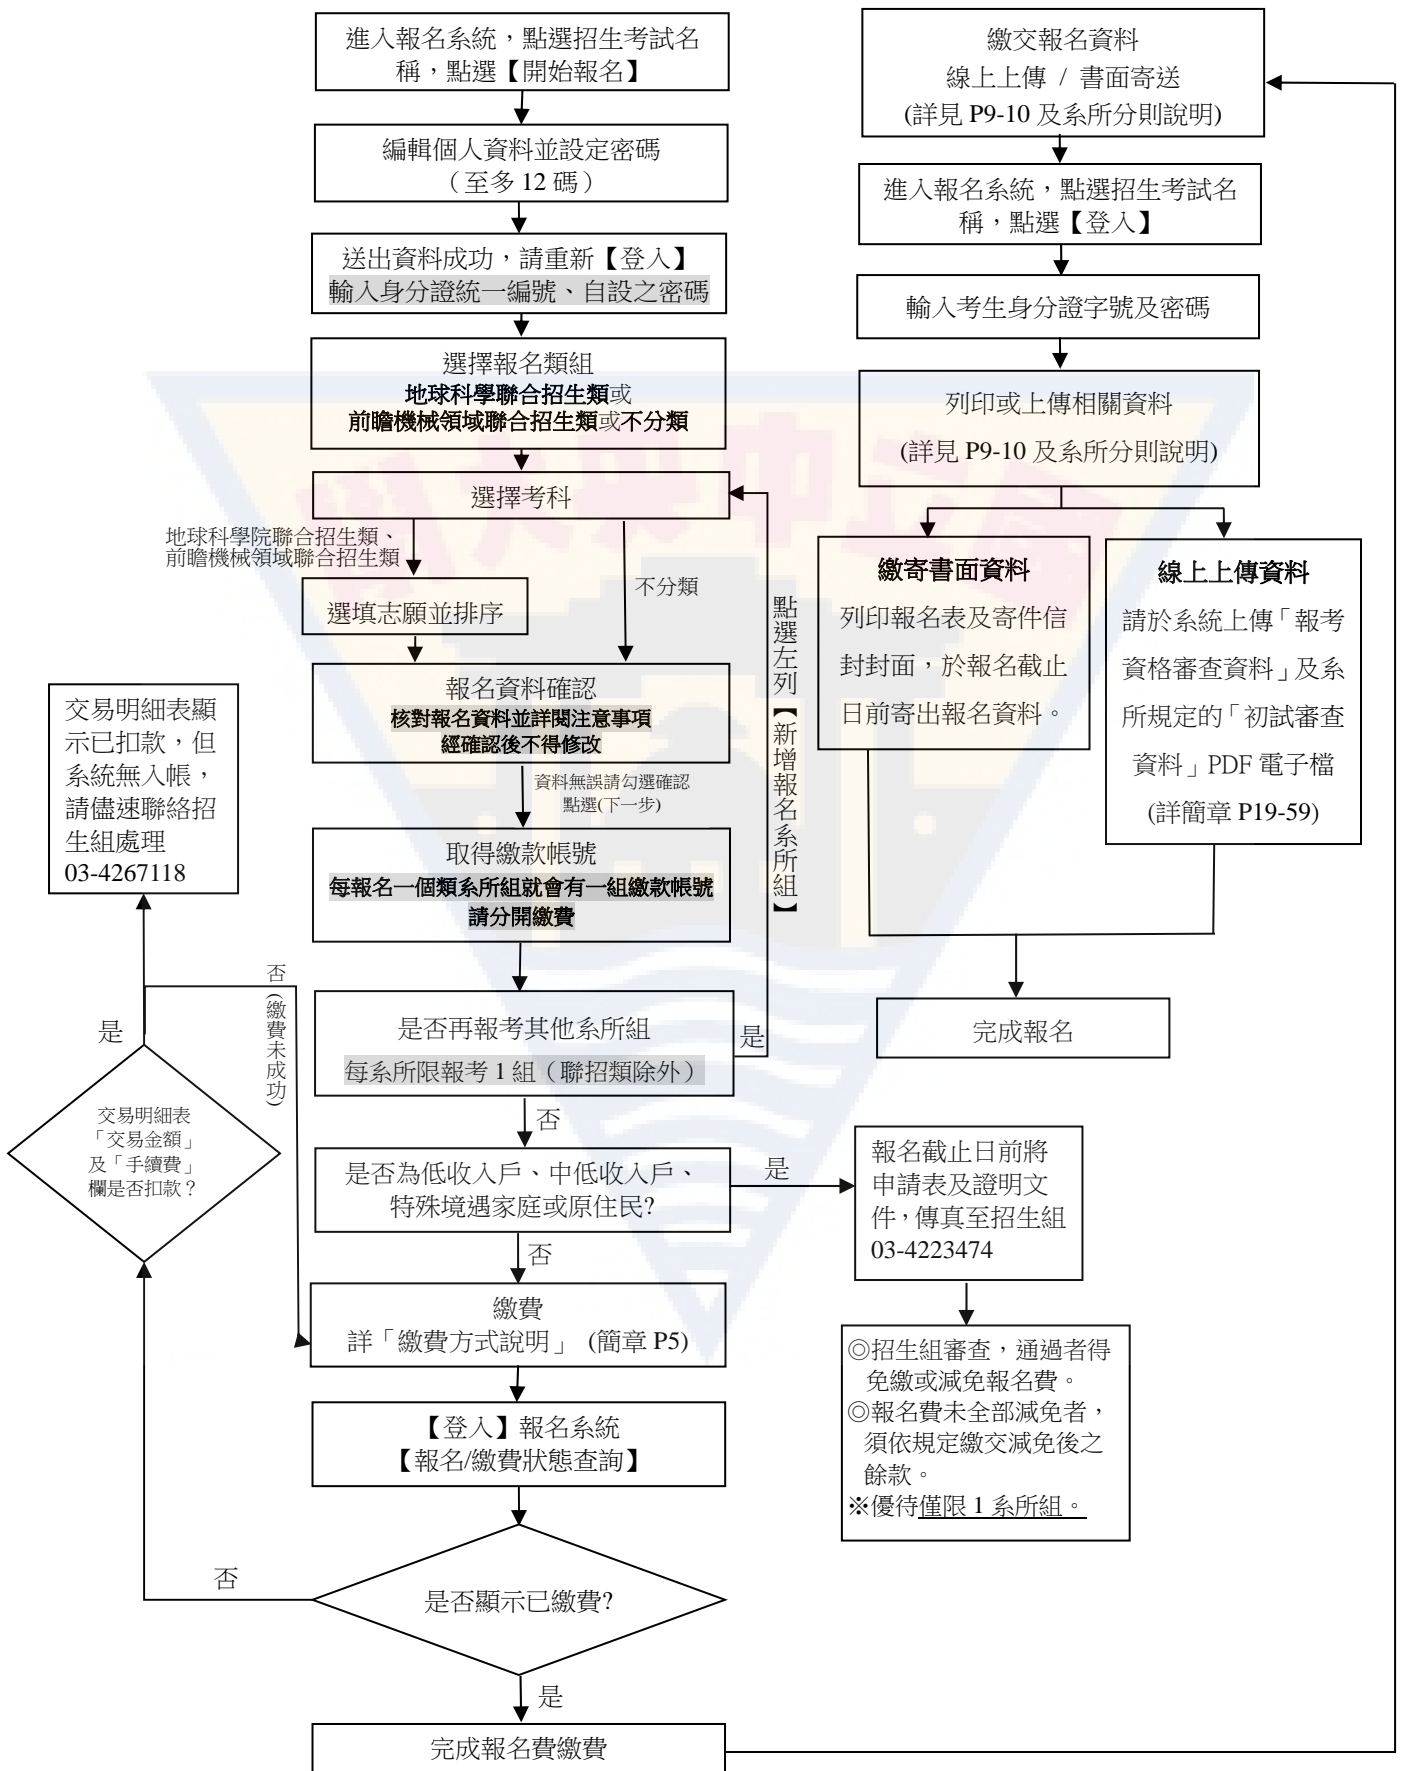 進入報名系統，點選招生考試名
稱，點選【開始報名】
編輯個人資料並設定密碼
（至多 12 碼）
送出資料成功，請重新【登入】
輸入身分證統一編號、自設之密碼
選擇報名類組
地球科學聯合招生類或
前瞻機械領域聯合招生類或不分類
選擇考科
地球科學院聯合招生類、
前瞻機械領域聯合招生類
不分類
選填志願並排序
報名資料確認
核對報名資料並詳閱注意事項
經確認後不得修改
資料無誤請勾選確認
點選(下一步)
取得繳款帳號
每報名一個類系所組就會有一組繳款帳號
請分開繳費
點選左列【新增報名系所組】
是否再報考其他系所組
每系所限報考 1 組（聯招類除外）
是
否
是否為低收入戶、中低收入戶、
特殊境遇家庭或原住民?
是
否
報名截止日前將
申請表及證明文
件，傳真至招生組
03-4223474
◎招生組審查，通過者得
免繳或減免報名費。
◎報名費未全部減免者，
須依規定繳交減免後之
餘款。
※優待僅限 1 系所組。
繳費
詳「繳費方式說明」 (簡章 P5)
【登入】報名系統
【報名/繳費狀態查詢】
是否顯示已繳費?
否
是
完成報名費繳費
交易明細表
「交易金額」
及「手續費」
欄是否扣款？
是
否(繳費未成功)
交易明細表顯
示已扣款，但
系統無入帳，
請儘速聯絡招
生組處理
03-4267118
繳交報名資料
線上上傳 / 書面寄送
(詳見 P9-10 及系所分則說明)
進入報名系統，點選招生考試名
稱，點選【登入】
輸入考生身分證字號及密碼
列印或上傳相關資料
(詳見 P9-10 及系所分則說明)
繳寄書面資料
列印報名表及寄件信
封封面，於報名截止
日前寄出報名資料。
線上上傳資料
請於系統上傳「報考
資格審查資料」及系
所規定的「初試審查
資料」PDF 電子檔
(詳簡章 P19-59)
完成報名
國立中央大學